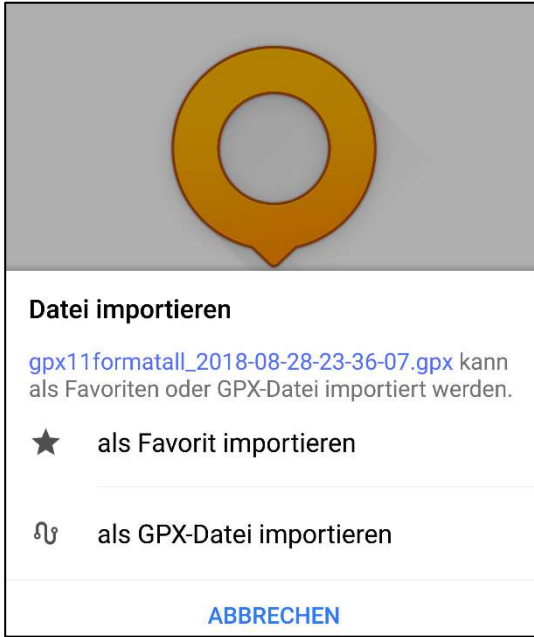 Datei importieren
gpx11formatall_2018-08-28-23-36-07.gpx kann
als Favoriten oder GPX-Datei importiert werden.
als Favorit importieren
als GPX-Datei importieren
ABBRECHEN